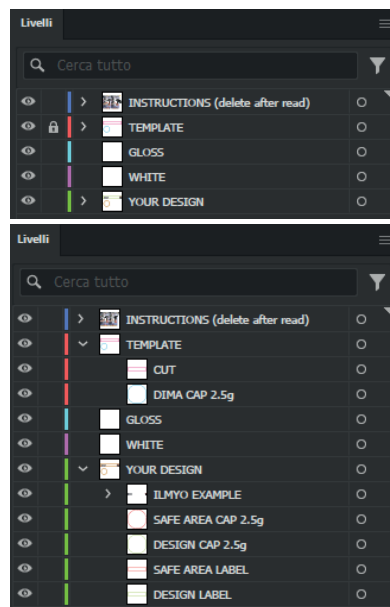 Livelli
Cerca tutto
INSTRUCTIONS (delete after read)
TEMPLATE
GLOSS
WHITE
YOUR DESIGN
Livelli
Cerca tutto
INSTRUCTIONS (delete after read)
TEMPLATE
CUT
DIMA CAP 2.5g
GLOSS
WHITE
YOUR DESIGN
ILMYO EXAMPLE
SAFE AREA CAP 2.5g
DESIGN CAP 2.5g
SAFE AREA LABEL
DESIGN LABEL